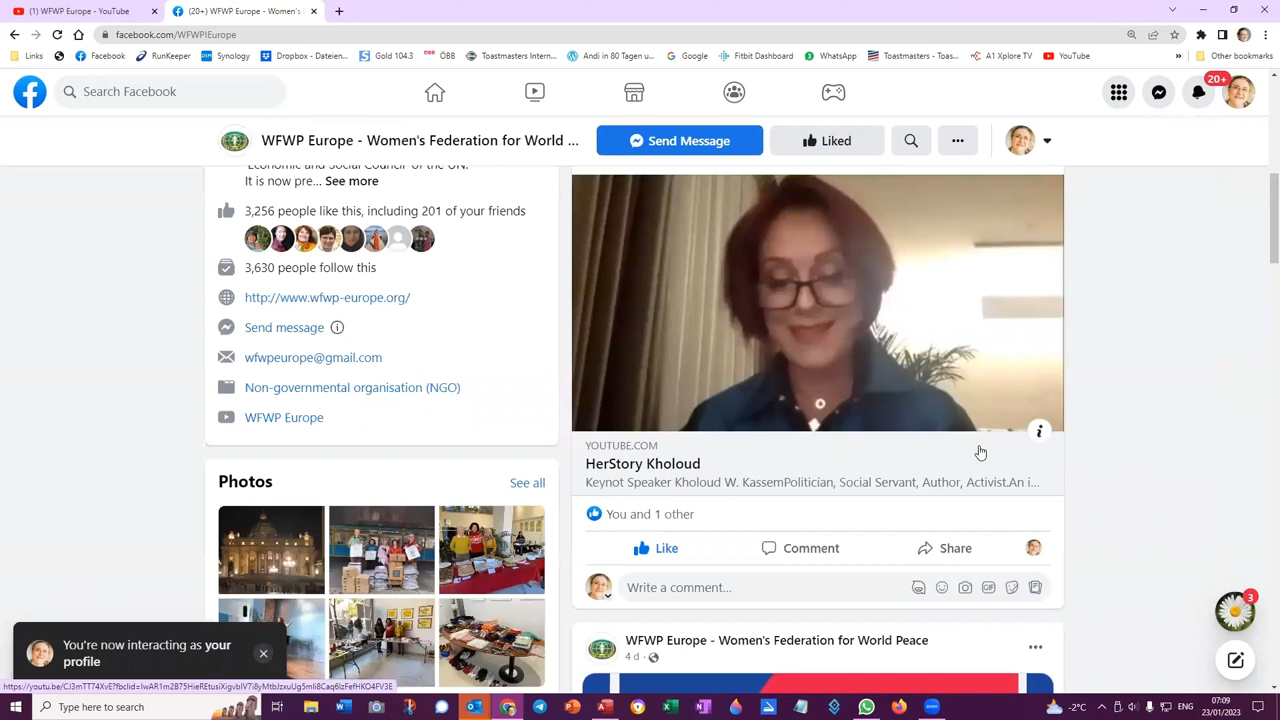 (1) WFWP Europe - YouTube
(20+) WFWP Europe - Women's F
facebook.com/WFWPIEurope
Links
Facebook
RunKeeper
Synology
Dropbox - Dateien...
Gold 104.3
ÖBB
Toastmasters Intern...
Andi in 80 Tagen u...
Google
Fitbit Dashboard
WhatsApp
Toastmasters - Toas...
A1 Xplore TV
YouTube
Other bookmarks
Search Facebook
20+
WFWP Europe - Women's Federation for World ...
Send Message
Liked
Economic and Social Council of the UN.
It is now pre... See more
3,256 people like this, including 201 of your friends
3,630 people follow this
http://www.wfwp-europe.org/
Send message
wfwpeurope@gmail.com
Non-governmental organisation (NGO)
WFWP Europe
Photos
See all
YOUTUBE.COM
HerStory Kholoud
Keynot Speaker Kholoud W. KassemPolitician, Social Servant, Author, Activist.An i...
You and 1 other
Like
Comment
Share
Write a comment...
GIF
WFWP Europe - Women's Federation for World Peace
4 d
3
You're now interacting as your
profile
Type here to search
-2°C
ENG
07:09
23/01/2023